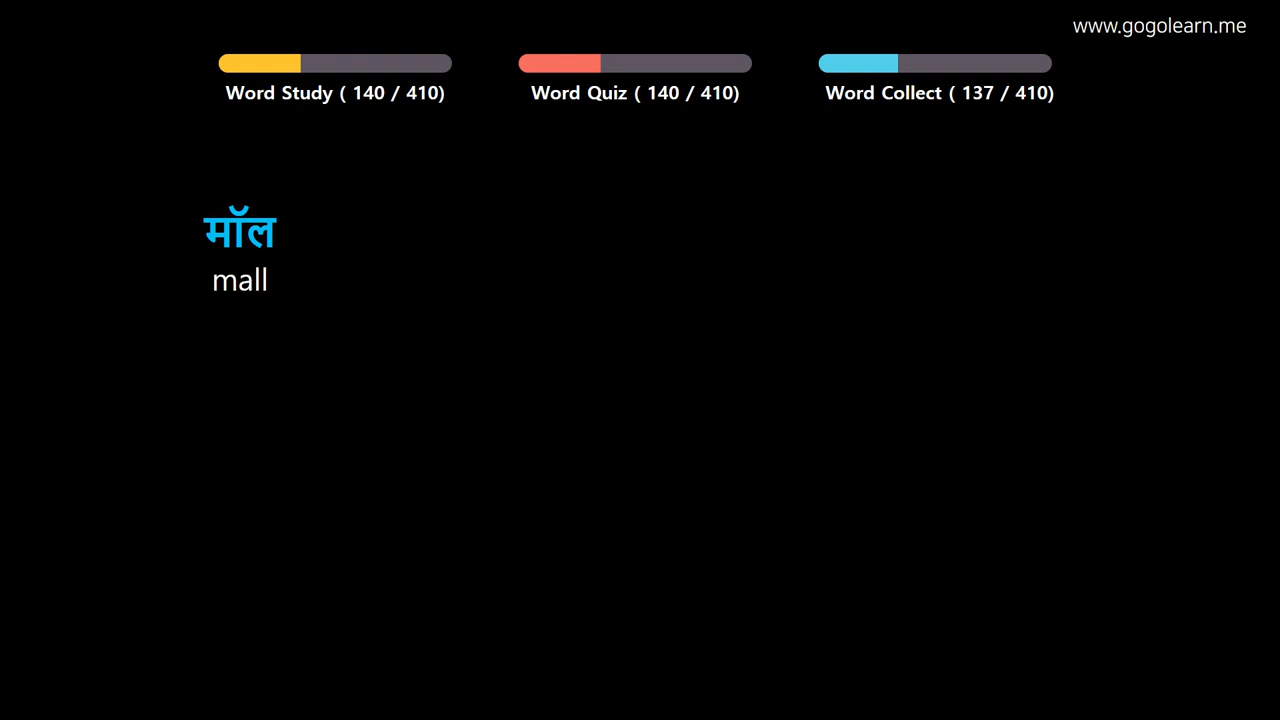 www.gogolearn.me
Word Study ( 140 / 410)
Word Quiz ( 140 / 410)
Word Collect ( 137 / 410)
मॉल
mall